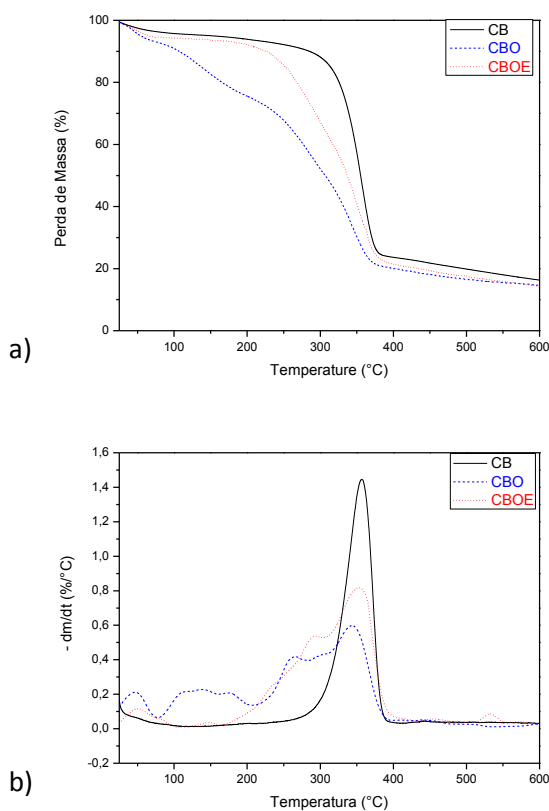 100
80
60
40
20
0
Perda de Massa (%)
CB
CBO
CBOE
100 200 300 400 500 600
Temperature (°C)
a)
1,6
1,4
1,2
1,0
0,8
0,6
0,4
0,2
0,0
-0,2
- dm/dt (%/°C)
CB
CBO
CBOE
100 200 300 400 500 600
Temperatura (°C)
b)